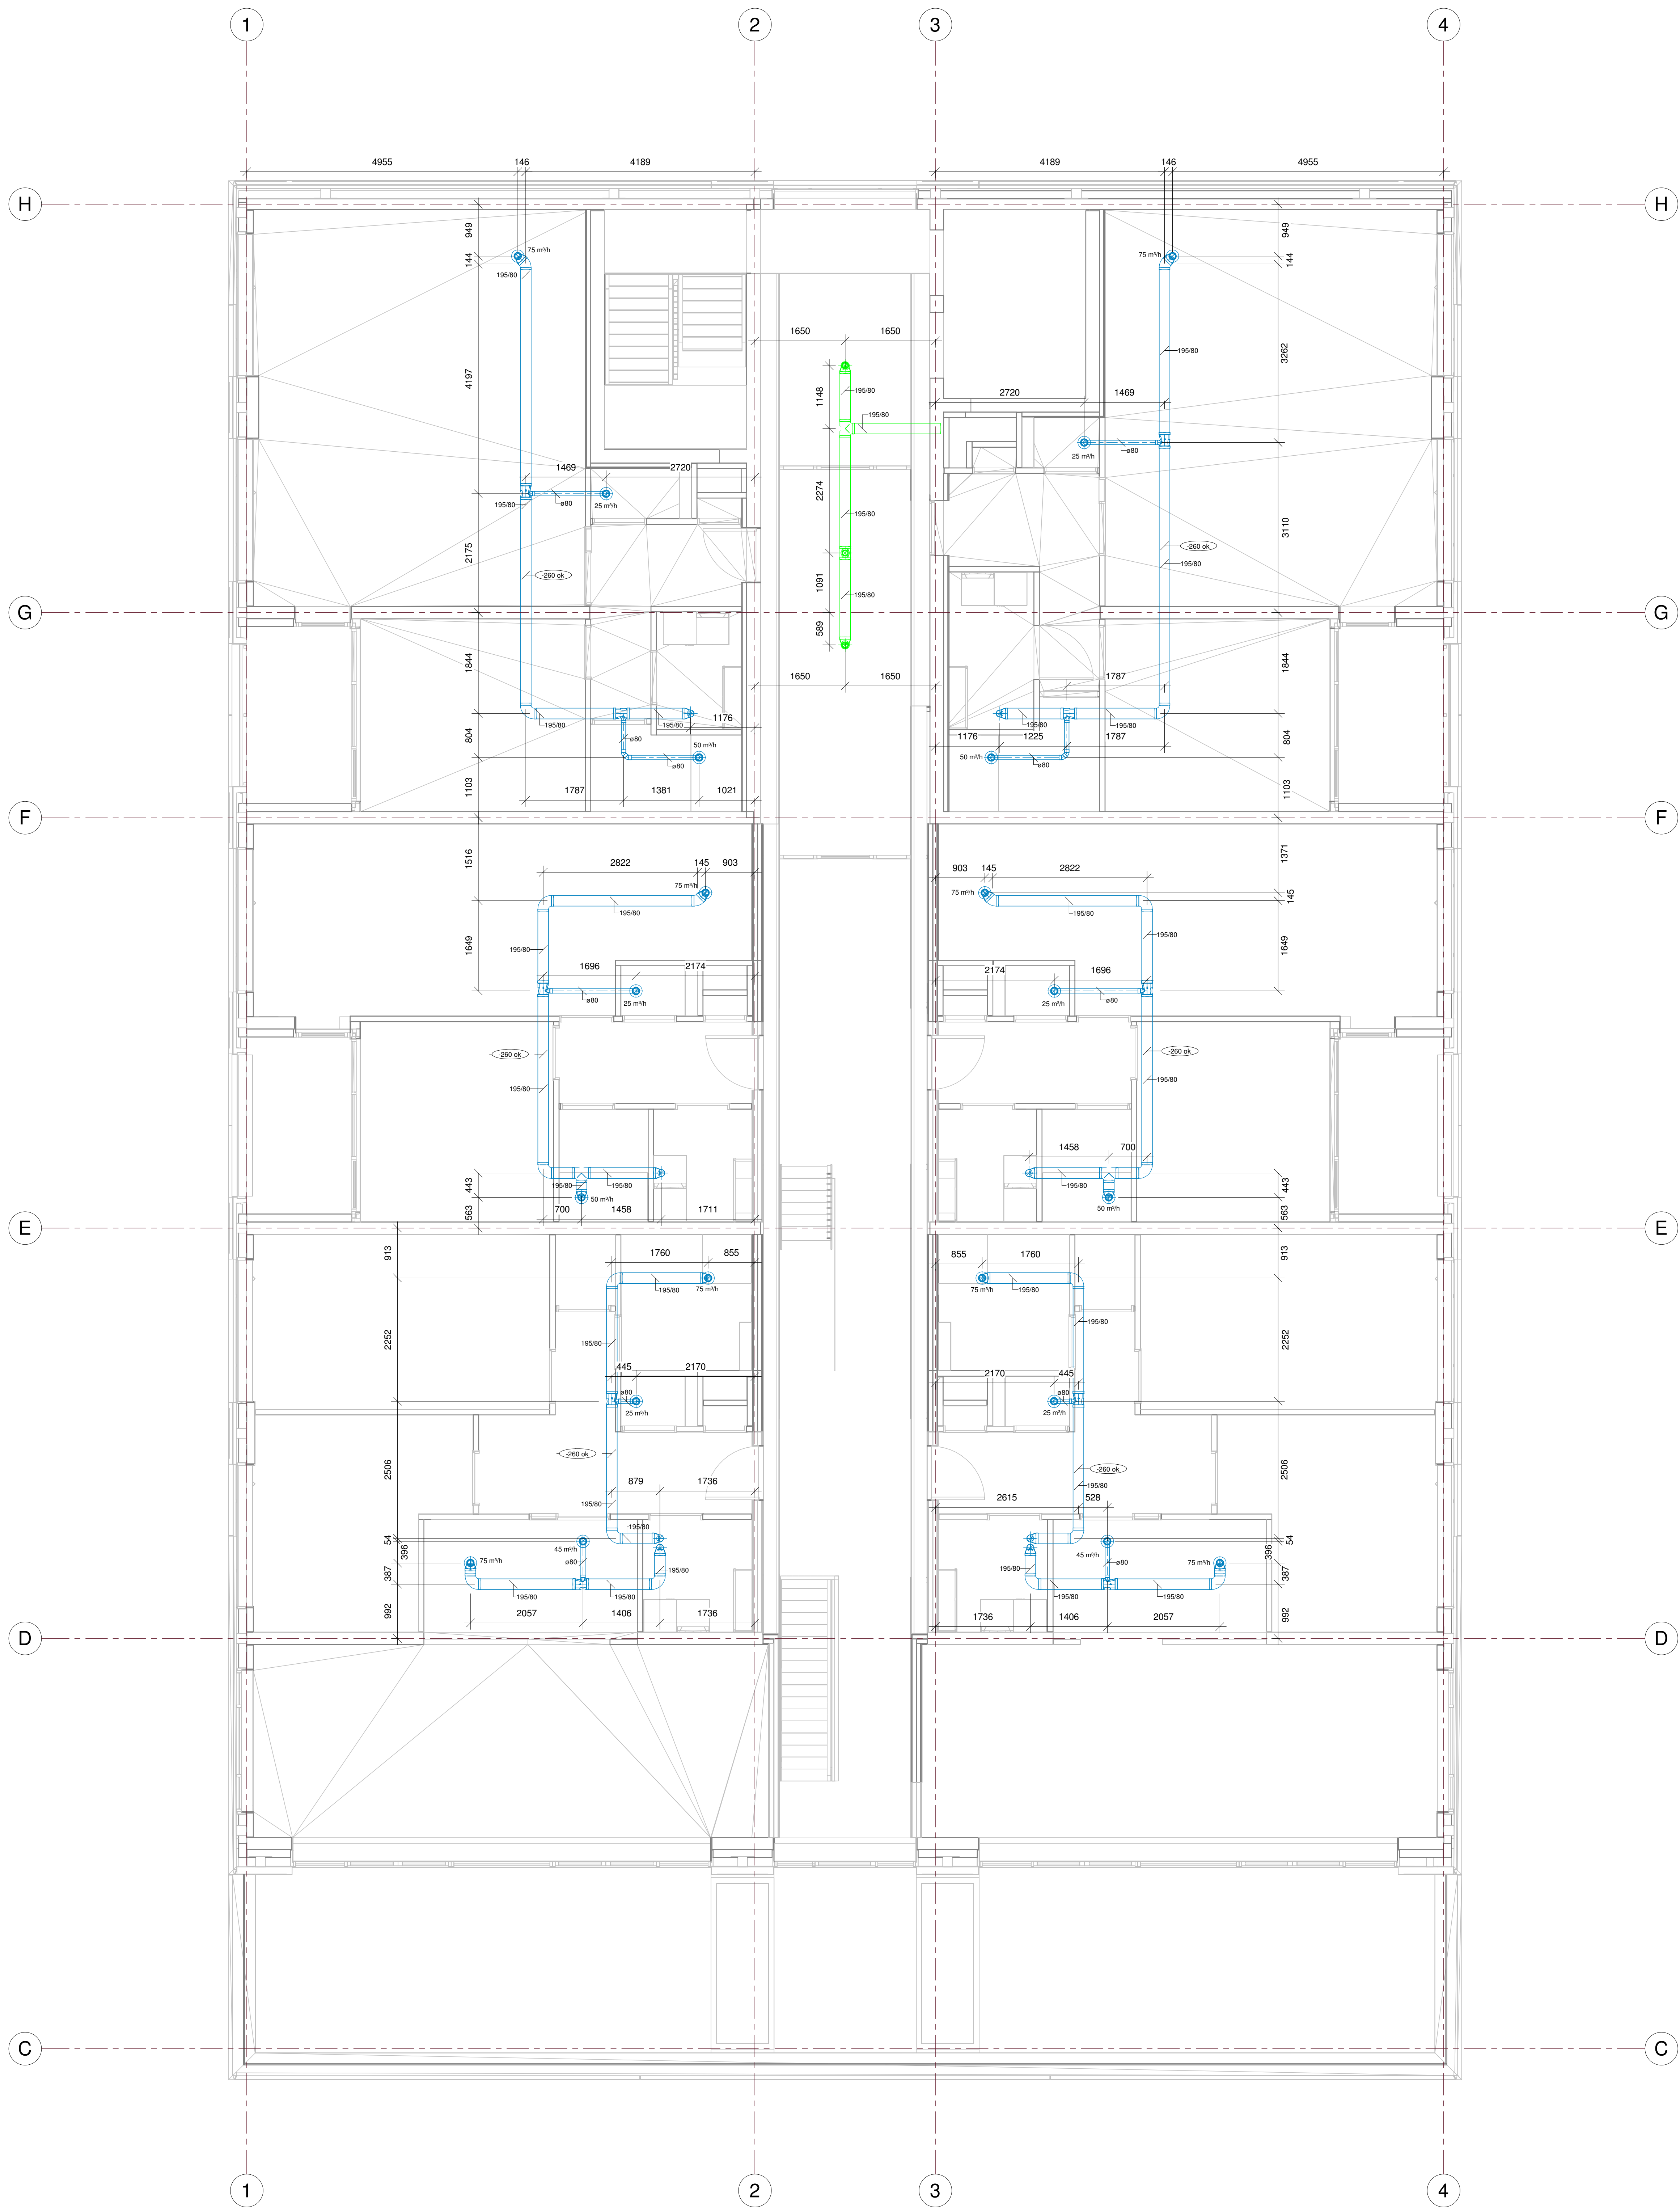 1 2 3 4
4955 146 4189 4189 146 4955
H H
949 949
75 m³/h 75 m³/h
144 144
195/80
1650 1650
195/80 3262
4197 1148 195/80 2720 1469
195/80
ø80
25 m³/h
1469 2720
2274
195/80 ø80 25 m³/h 195/80
3110
2175 -260 ok -260 ok
195/80
1091 195/80
G G
589
1844 1650 1650 1787 1844
1176
195/80 195/80 195/80 195/80
804 ø80 50 m³/h 1176 1225 1787 804
ø80 50 m³/h ø80 ø80
1103 1787 1381 1021 1103
F F
1516 1371
2822 145 903 903 145 2822
75 m³/h 75 m³/h 145
195/80 195/80
1649 195/80 195/80 1649
1696 2174 2174 1696
ø80 25 m³/h 25 m³/h ø80
-260 ok -260 ok
195/80 195/80
1458 700
443 195/80 195/80 195/80 443
50 m³/h 50 m³/h
563 700 1458 1711 563
E E
913 1760 855 855 1760 913
195/80 75 m³/h 75 m³/h 195/80
2252 195/80 195/80 2252
445 2170 2170 445
ø80 ø80
25 m³/h 25 m³/h
-260 ok -260 ok
2506 879 1736 195/80 2506
195/80 2615 528
195/80
54 54
396 45 m³/h 45 m³/h 396
75 m³/h ø80 ø80 75 m³/h
387 195/80 195/80 387
195/80 195/80 195/80 195/80
992 2057 1406 1736 1736 1406 2057 992
D D
C C
1 2 3 4